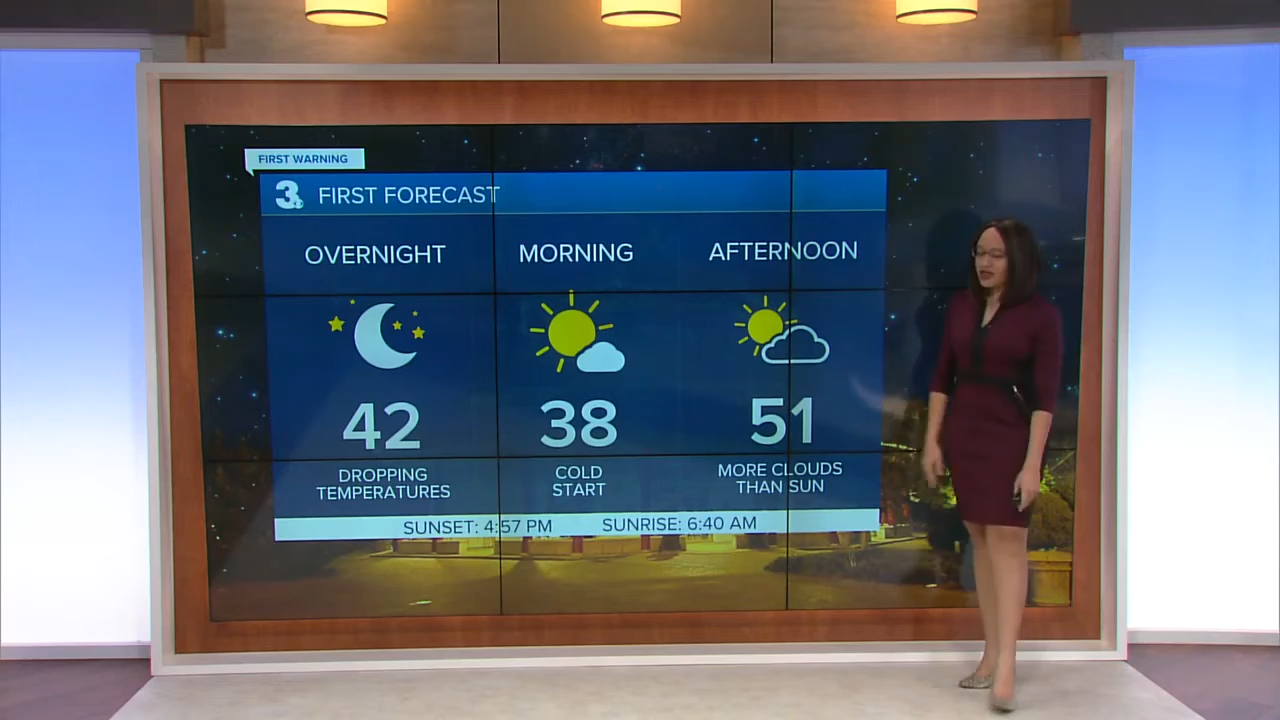 FIRST WARNING
3 FIRST FORECAST
OVERNIGHT MORNING AFTERNOON
42 38 51
DROPPING TEMPERATURES
COLD START
MORE CLOUDS THAN SUN
SUNSET: 4:57 PM SUNRISE: 6:40 AM